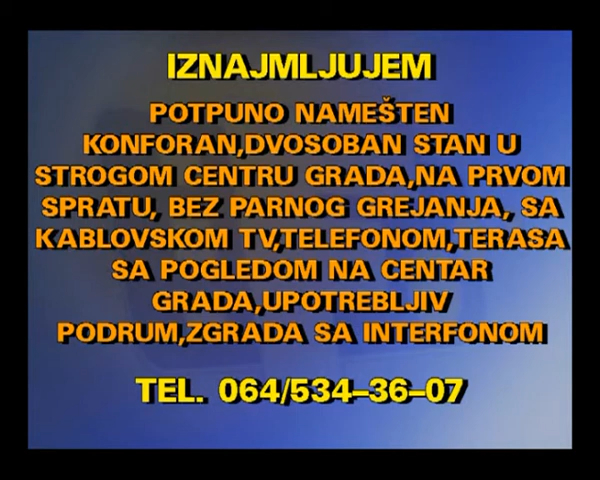 IZNAJMLJUJEM
POTPUNO NAMEŠTEN
KONFORAN,DVOSOBAN STAN U
STROGOM CENTRU GRADA,NA PRVOM
SPRATU, BEZ PARNOG GREJANJA, SA
KABLOVSKOM TV,TELEFONOM,TERASA
SA POGLEDOM NA CENTAR
GRADA,UPOTREBLJIV
PODRUM,ZGRADA SA INTERFONOM
TEL. 064/534-36-07